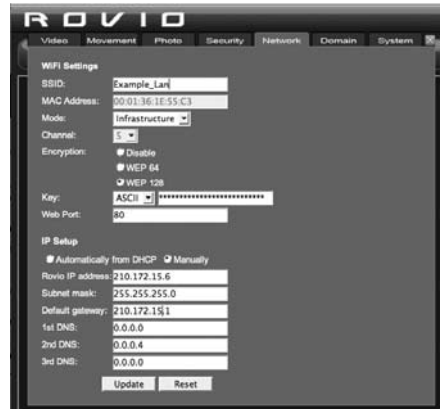 ROVIO
Video Movement Photo Security Network Domain System
WiFi Settings
SSID: Example_Lan
MAC Address: 00:01:36:1E:55:C3
Mode: Infrastructure
Channel: 5
Encryption: Disable
WEP 64
WEP 128
Key: ASCII **************************
Web Port: 80
IP Setup
Automatically from DHCP Manually
Rovio IP address: 210.172.15.6
Subnet mask: 255.255.255.0
Default gateway: 210.172.15.1
1st DNS: 0.0.0.0
2nd DNS: 0.0.0.4
3rd DNS: 0.0.0.0
Update Reset